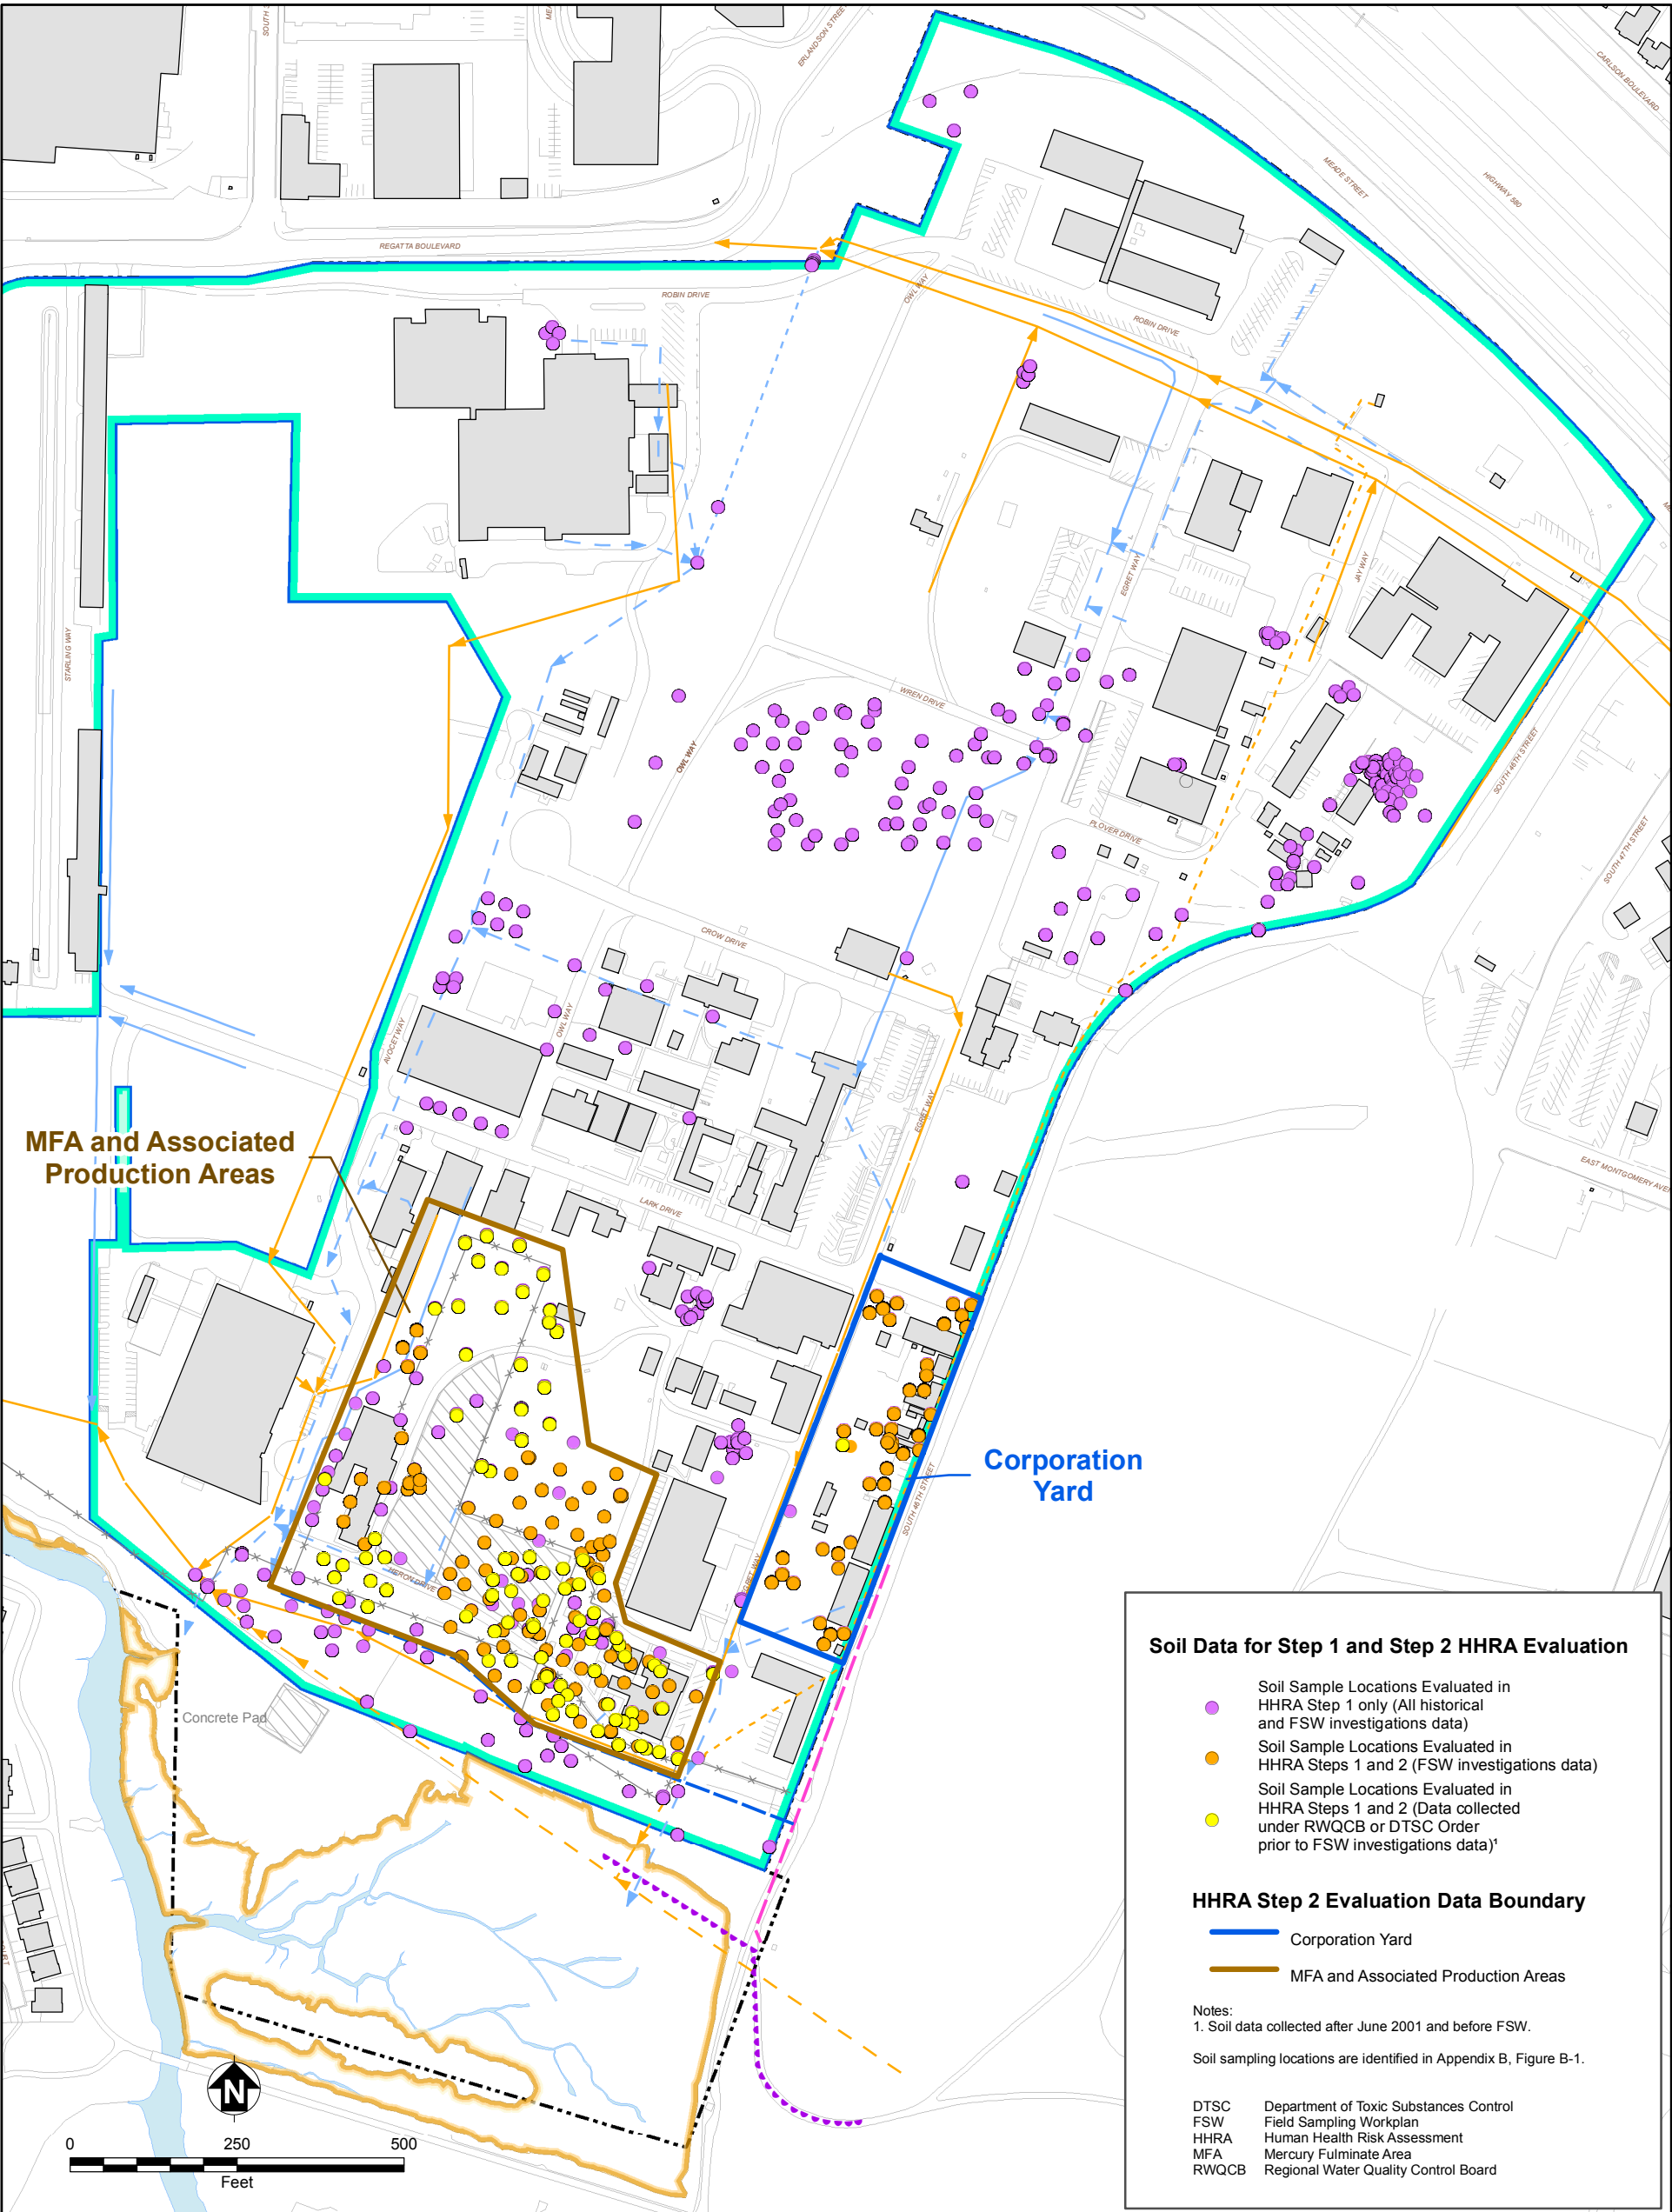 SOUTH
MEA
ERLANDSON STREET
CARLSON BOULEVARD
MEADE STREET
HIGHWAY 580
REGATTA BOULEVARD
ROBIN DRIVE
OWL WAY
ROBIN DRIVE
STARLING WAY
EGRET WAY
JAY WAY
WREN DRIVE
OWL WAY
SOUTH 46TH STREET
PLOVER DRIVE
SOUTH 47TH STREET
CROW DRIVE
AVOCET WAY
OWL WAY
EGRET WAY
EAST MONTGOMERY AVE
MFA and Associated
Production Areas
LARK DRIVE
Corporation
Yard
SOUTH 46TH STREET
HERON DRIVE
EGRET WAY
Concrete Pad
N
0 250 500
Feet
Soil Data for Step 1 and Step 2 HHRA Evaluation
Soil Sample Locations Evaluated in
HHRA Step 1 only (All historical
and FSW investigations data)
Soil Sample Locations Evaluated in
HHRA Steps 1 and 2 (FSW investigations data)
Soil Sample Locations Evaluated in
HHRA Steps 1 and 2 (Data collected
under RWQCB or DTSC Order
prior to FSW investigations data)¹
HHRA Step 2 Evaluation Data Boundary
Corporation Yard
MFA and Associated Production Areas
Notes:
1. Soil data collected after June 2001 and before FSW.
Soil sampling locations are identified in Appendix B, Figure B-1.
DTSC Department of Toxic Substances Control
FSW Field Sampling Workplan
HHRA Human Health Risk Assessment
MFA Mercury Fulminate Area
RWQCB Regional Water Quality Control Board